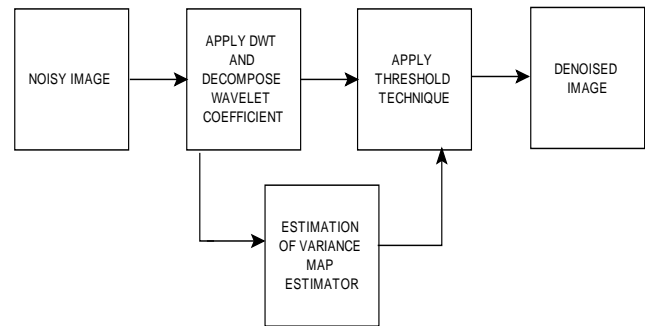 NOISY IMAGE
APPLY DWT
AND
DECOMPOSE
WAVELET
COEFFICIENT
APPLY
THRESHOLD
TECHNIQUE
DENOISED
IMAGE
ESTIMATION
OF VARIANCE
MAP
ESTIMATOR